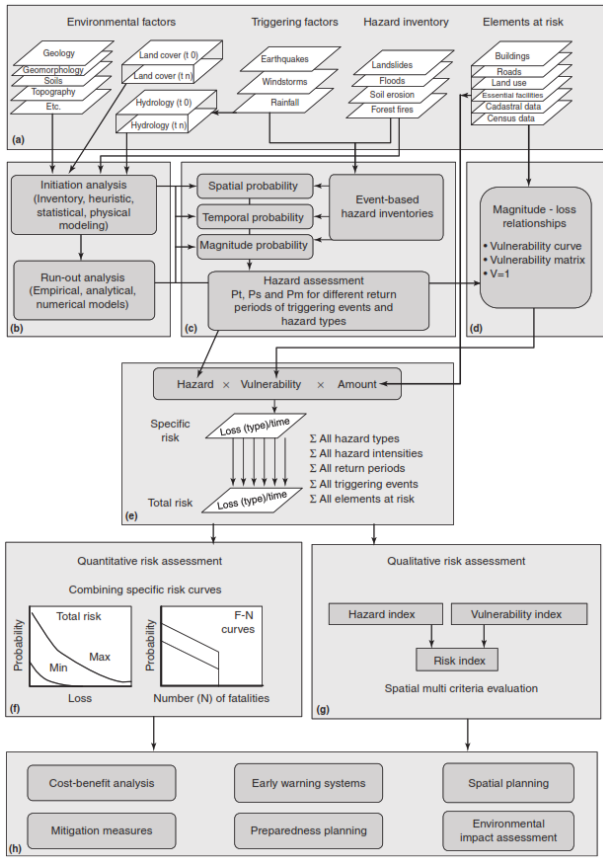 Environmental factors
Triggering factors
Hazard inventory
Elements at risk
Geology
Geomorphology
Soils
Topography
Etc.
Land cover (t 0)
Land cover (t n)
Hydrology (t 0)
Hydrology (t n)
Earthquakes
Windstorms
Rainfall
Landslides
Floods
Soil erosion
Forest fires
Buildings
Roads
Land use
Essential facilities
Cadastral data
Census data
(a)
Initiation analysis
(Inventory, heuristic,
statistical, physical
modeling)
Run-out analysis
(Empirical, analytical,
numerical models)
(b)
Spatial probability
Temporal probability
Magnitude probability
Event-based
hazard inventories
Hazard assessment
Pt, Ps and Pm for different return
periods of triggering events and
hazard types
(c)
Magnitude - loss
relationships
• Vulnerability curve
• Vulnerability matrix
• V=1
(d)
Hazard × Vulnerability × Amount
Specific
risk
Loss (type)/time
Σ All hazard types
Σ All hazard intensities
Σ All return periods
Σ All triggering events
Σ All elements at risk
Total risk
Loss (type)/time
(e)
Quantitative risk assessment
Combining specific risk curves
Probability
Total risk
Min
Max
Loss
Probability
F-N
curves
Number (N) of fatalities
(f)
Qualitative risk assessment
Hazard index
Vulnerability index
Risk index
Spatial multi criteria evaluation
(g)
Cost-benefit analysis
Early warning systems
Spatial planning
Mitigation measures
Preparedness planning
Environmental
impact assessment
(h)